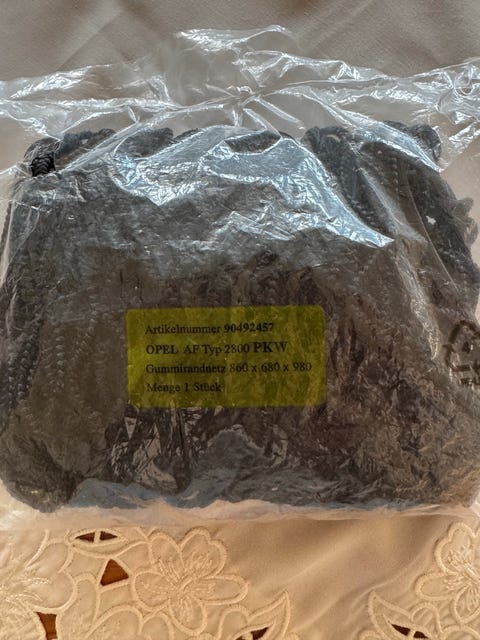 Artikelnummer 90492457
OPEL AF Typ 2800 PKW
Gummirandnetz 860 x 680 x 980
Menge 1 Stück